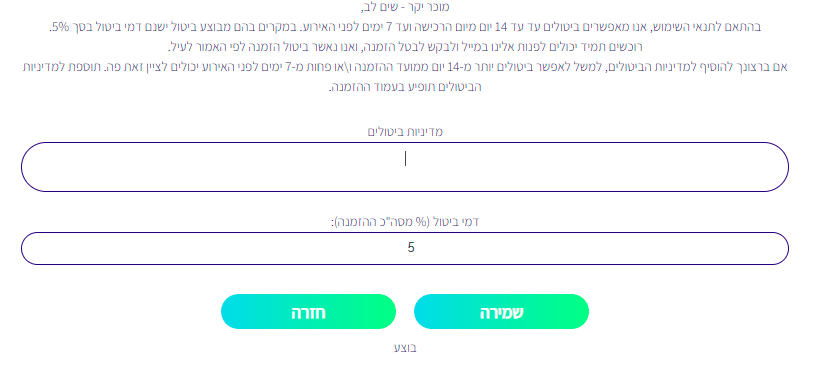 מוכר יקר - שים לב,
בהתאם לתנאי השימוש, אנו מאפשרים ביטולים עד עד 14 יום מיום הרכישה ועד 7 ימים לפני האירוע. במקרים בהם מבוצע ביטול ישנם דמי ביטול בסך 5%.
רוכשים תמיד יכולים לפנות אלינו במייל ולבקש לבטל הזמנה, ואנו נאשר ביטול הזמנה לפי האמור לעיל.
אם ברצונך להוסיף למדיניות הביטולים, למשל לאפשר ביטולים יותר מ-14 יום ממועד ההזמנה ו\או פחות מ-7 ימים לפני האירוע יכולים לציין זאת פה. תוספת למדיניות
הביטולים תופיע בעמוד ההזמנה.
מדיניות ביטולים
דמי ביטול (% מסה"כ ההזמנה):
5
שמירה
חזרה
בוצע